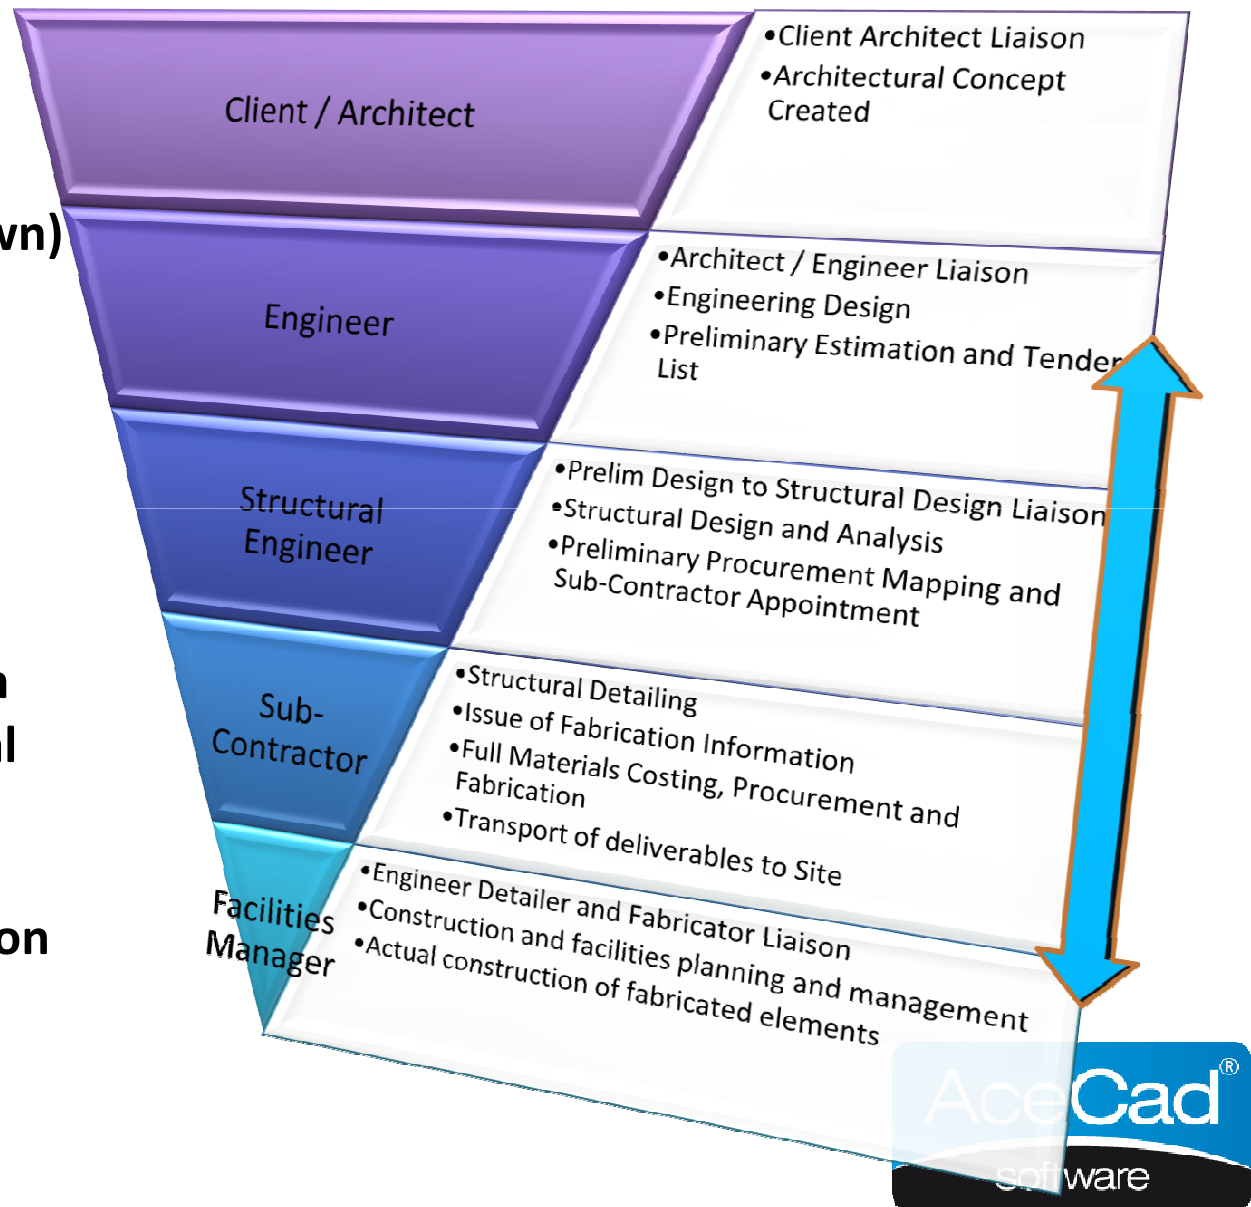 Client / Architect
•Client Architect Liaison
•Architectural Concept
Created
wn)
Engineer
•Architect / Engineer Liaison
•Engineering Design
•Preliminary Estimation and Tender
List
Structural
Engineer
•Prelim Design to Structural Design Liaison
•Structural Design and Analysis
•Preliminary Procurement Mapping and
Sub-Contractor Appointment
n
al
Sub-
Contractor
•Structural Detailing
•Issue of Fabrication Information
•Full Materials Costing, Procurement and
Fabrication
•Transport of deliverables to Site
on
Facilities
Manager
•Engineer Detailer and Fabricator Liaison
•Construction and facilities planning and management
•Actual construction of fabricated elements
AceCad®
software